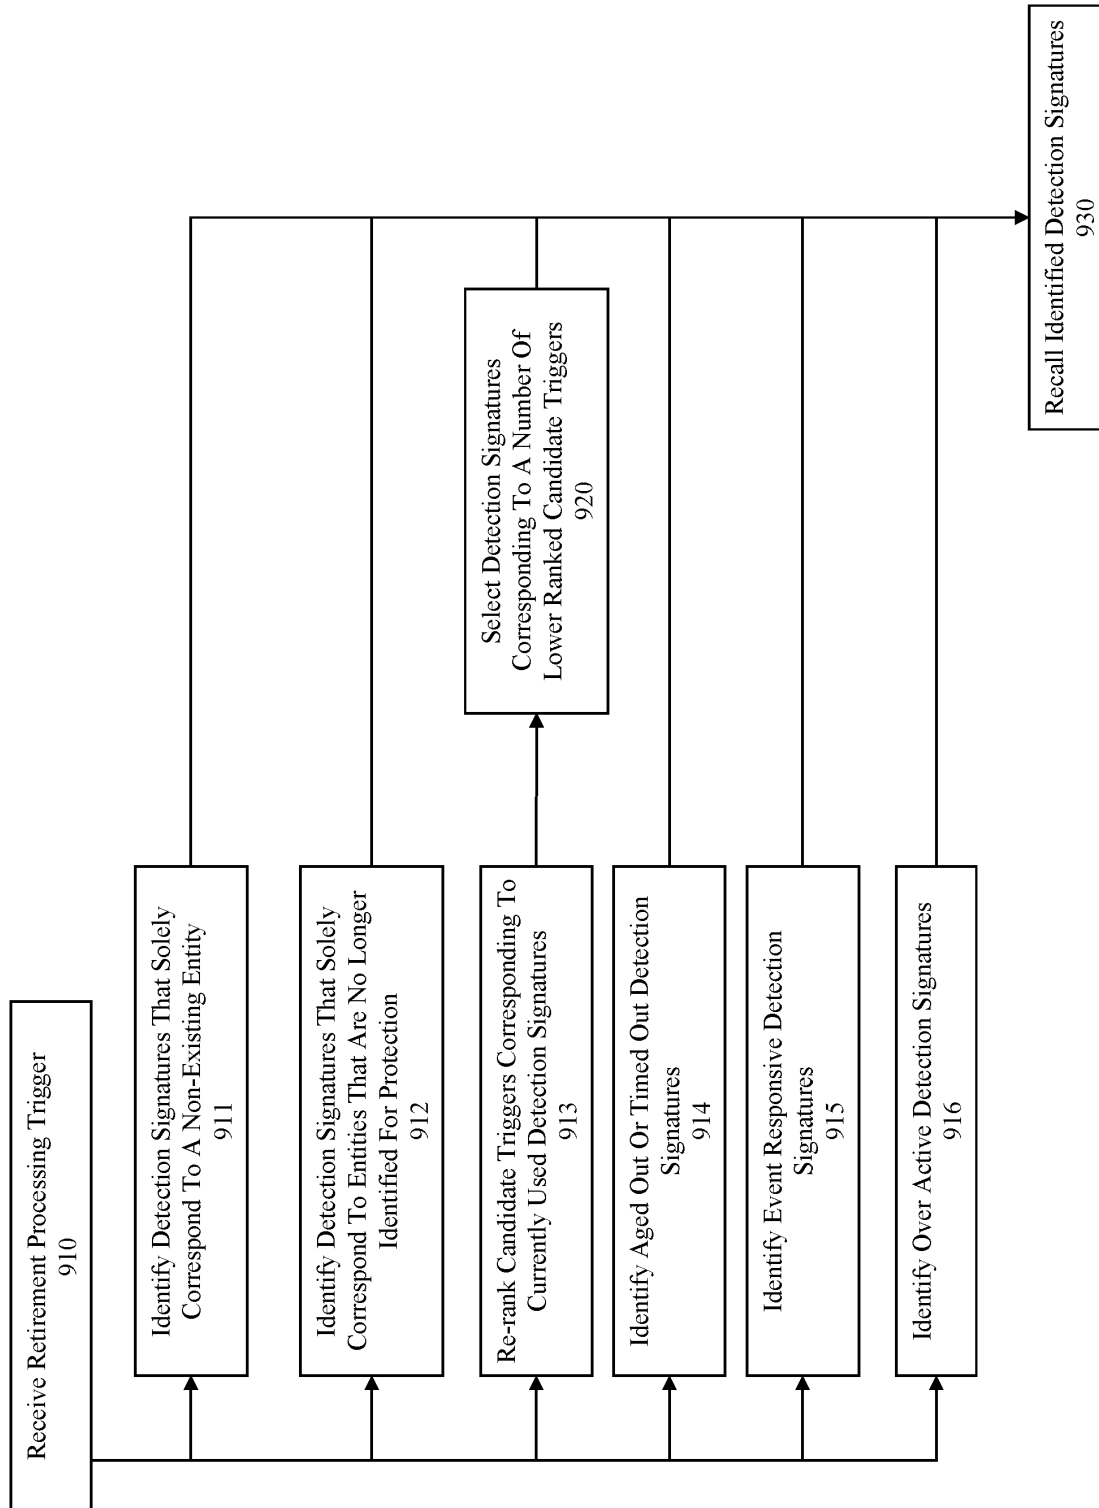 Receive Retirement Processing Trigger
910
Identify Detection Signatures That Solely
Correspond To A Non-Existing Entity
911
Identify Detection Signatures That Solely
Correspond To Entities That Are No Longer
Identified For Protection
912
Re-rank Candidate Triggers Corresponding To
Currently Used Detection Signatures
913
Select Detection Signatures
Corresponding To A Number Of
Lower Ranked Candidate Triggers
920
Identify Aged Out Or Timed Out Detection
Signatures
914
Identify Event Responsive Detection
Signatures
915
Identify Over Active Detection Signatures
916
Recall Identified Detection Signatures
930